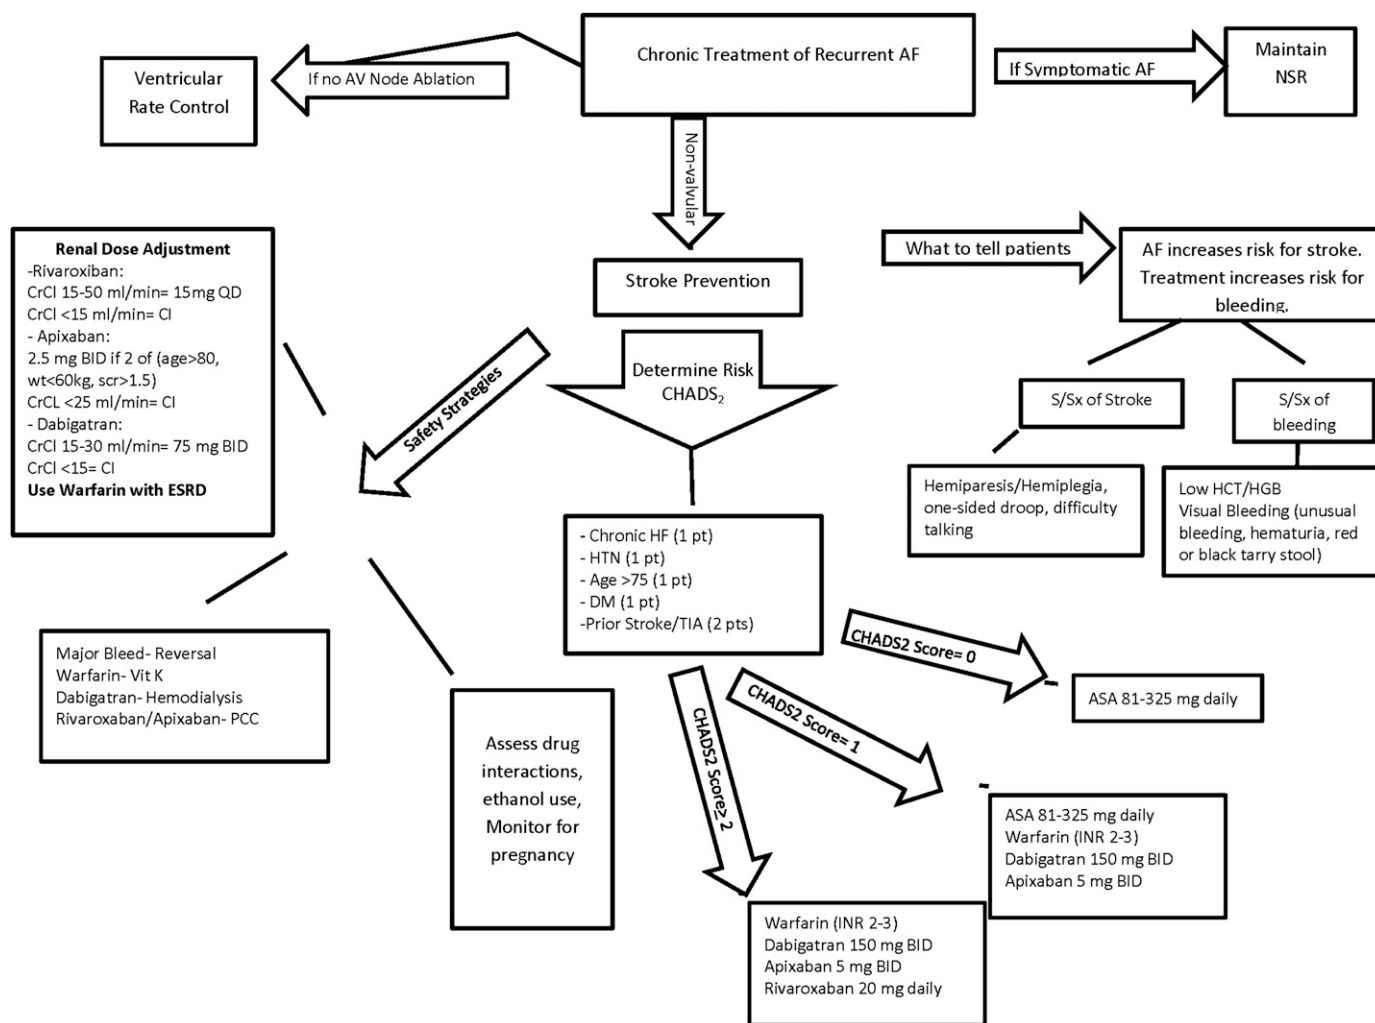 Chronic Treatment of Recurrent AF
If no AV Node Ablation
Ventricular
Rate Control
If Symptomatic AF
Maintain
NSR
Non-valvular
Stroke Prevention
What to tell patients
AF increases risk for stroke.
Treatment increases risk for
bleeding.
S/Sx of Stroke
S/Sx of
bleeding
Hemiparesis/Hemiplegia,
one-sided droop, difficulty
talking
Low HCT/HGB
Visual Bleeding (unusual
bleeding, hematuria, red
or black tarry stool)
Safety Strategies
Renal Dose Adjustment
-Rivaroxiban:
CrCl 15-50 ml/min= 15mg QD
CrCl <15 ml/min= CI
- Apixaban:
2.5 mg BID if 2 of (age>80,
wt<60kg, scr>1.5)
CrCL <25 ml/min= CI
- Dabigatran:
CrCl 15-30 ml/min= 75 mg BID
CrCl <15= CI
Use Warfarin with ESRD
Major Bleed- Reversal
Warfarin- Vit K
Dabigatran- Hemodialysis
Rivaroxaban/Apixaban- PCC
Assess drug
interactions,
ethanol use,
Monitor for
pregnancy
Determine Risk
CHADS₂
- Chronic HF (1 pt)
- HTN (1 pt)
- Age >75 (1 pt)
- DM (1 pt)
-Prior Stroke/TIA (2 pts)
CHADS2 Score= 0
ASA 81-325 mg daily
CHADS2 Score= 1
ASA 81-325 mg daily
Warfarin (INR 2-3)
Dabigatran 150 mg BID
Apixaban 5 mg BID
CHADS2 Score≥ 2
Warfarin (INR 2-3)
Dabigatran 150 mg BID
Apixaban 5 mg BID
Rivaroxaban 20 mg daily